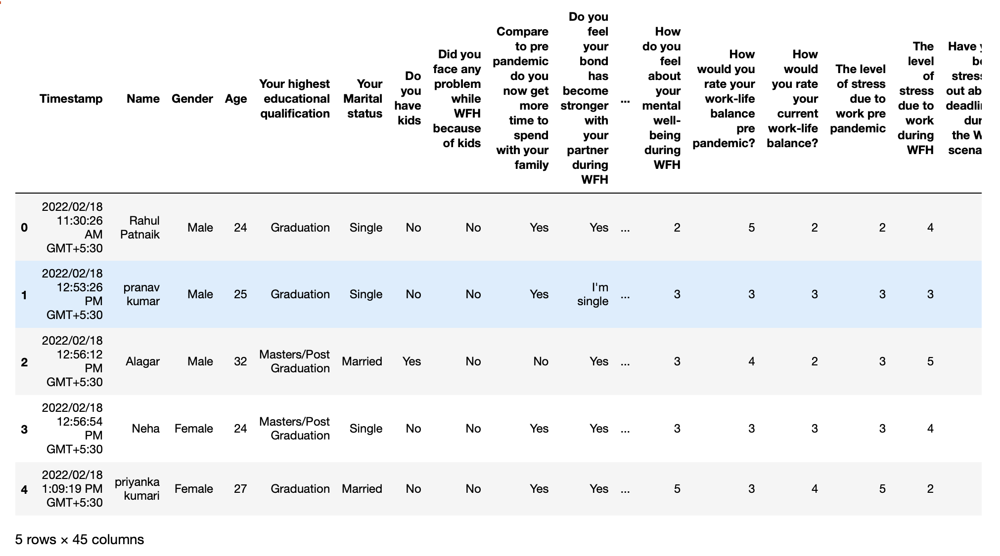 Timestamp Name Gender Age Your highest educational qualification Your Marital status Do you have kids Did you face any problem while WFH because of kids Compare to pre pandemic do you now get more time to spend with your family Do you feel your bond has become stronger with your partner during WFH ... How do you feel about your mental well-being during WFH How would you rate your work-life balance pre pandemic? How would you rate your current work-life balance? The level of stress due to work pre pandemic The level of stress due to work during WFH Have
0 2022/02/18 11:30:26 AM GMT+5:30 Rahul Patnaik Male 24 Graduation Single No No Yes Yes ... 2 5 2 2 4
1 2022/02/18 12:53:26 PM GMT+5:30 pranav kumar Male 25 Graduation Single No No Yes I'm single ... 3 3 3 3 3
2 2022/02/18 12:56:12 PM GMT+5:30 Alagar Male 32 Masters/Post Graduation Married Yes No No Yes ... 3 4 2 3 5
3 2022/02/18 12:56:54 PM GMT+5:30 Neha Female 24 Masters/Post Graduation Single No No Yes Yes ... 3 3 3 3 4
4 2022/02/18 1:09:19 PM GMT+5:30 priyanka kumari Female 27 Graduation Married No No Yes Yes ... 5 3 4 5 2
5 rows × 45 columns